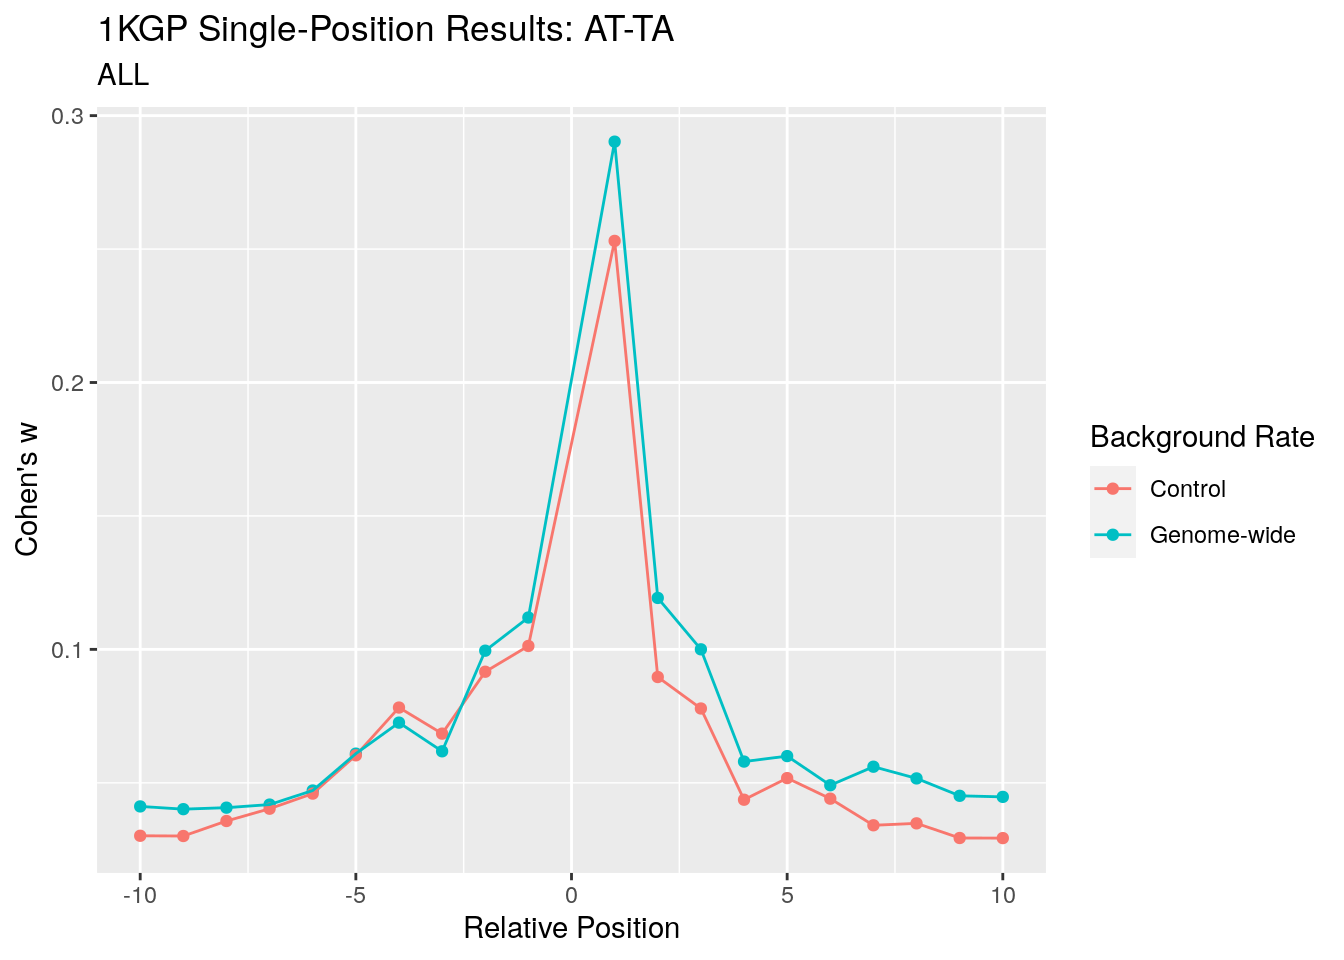 1KGP Single-Position Results: AT-TA
ALL
0.3
0.2
0.1
Cohen's w
-10
-5
0
5
10
Relative Position
Background Rate
Control
Genome-wide